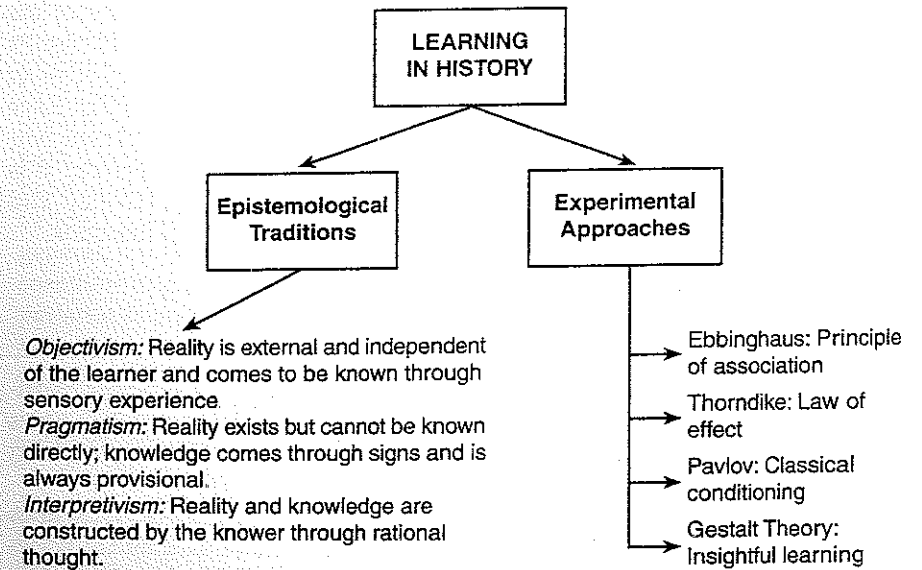 LEARNING
IN HISTORY
Epistemological
Traditions
Experimental
Approaches
Objectivism: Reality is external and independent
of the learner and comes to be known through
sensory experience.
Pragmatism: Reality exists but cannot be known
directly; knowledge comes through signs and is
always provisional.
Interpretivism: Reality and knowledge are
constructed by the knower through rational
thought.
Ebbinghaus: Principle
of association
Thorndike: Law of
effect
Pavlov: Classical
conditioning
Gestalt Theory:
Insightful learning